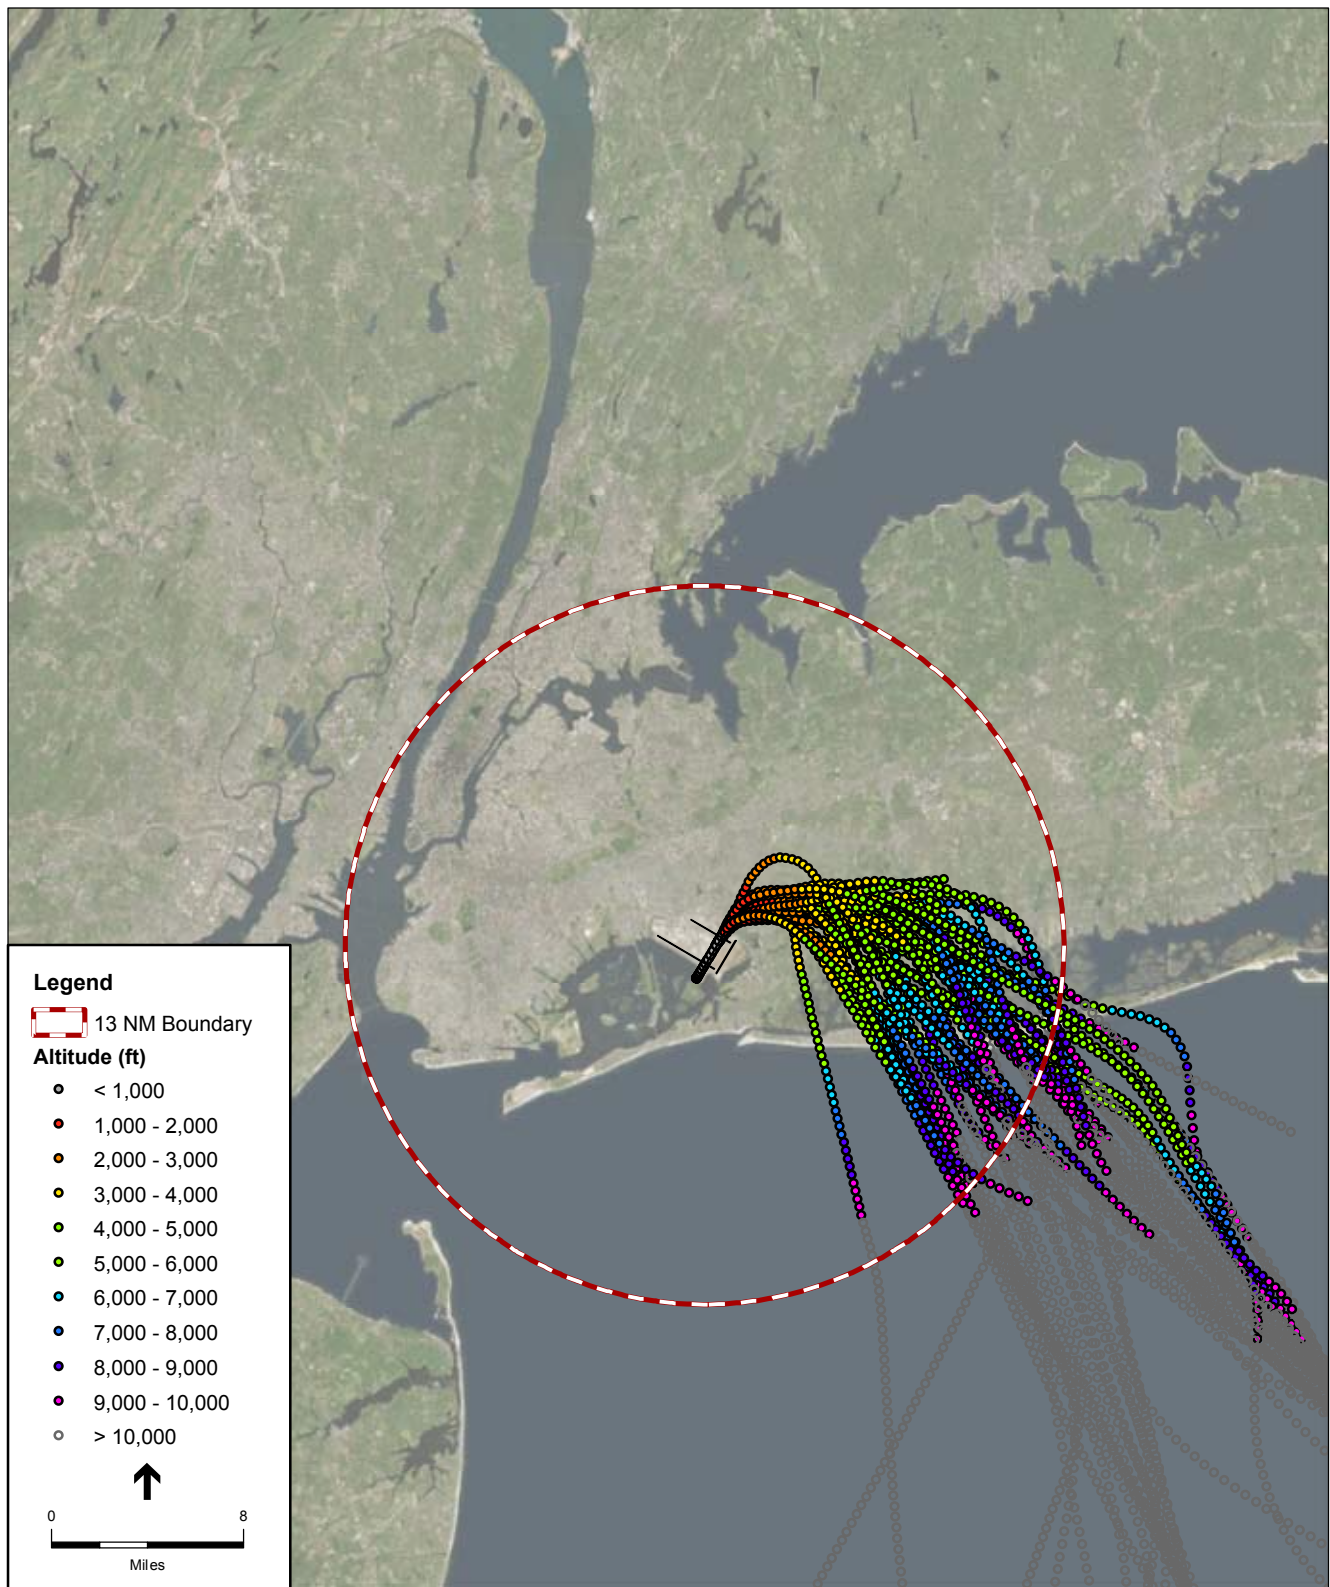 Legend
13 NM Boundary
Altitude (ft)
< 1,000
1,000 - 2,000
2,000 - 3,000
3,000 - 4,000
4,000 - 5,000
5,000 - 6,000
6,000 - 7,000
7,000 - 8,000
8,000 - 9,000
9,000 - 10,000
> 10,000
0 8
Miles